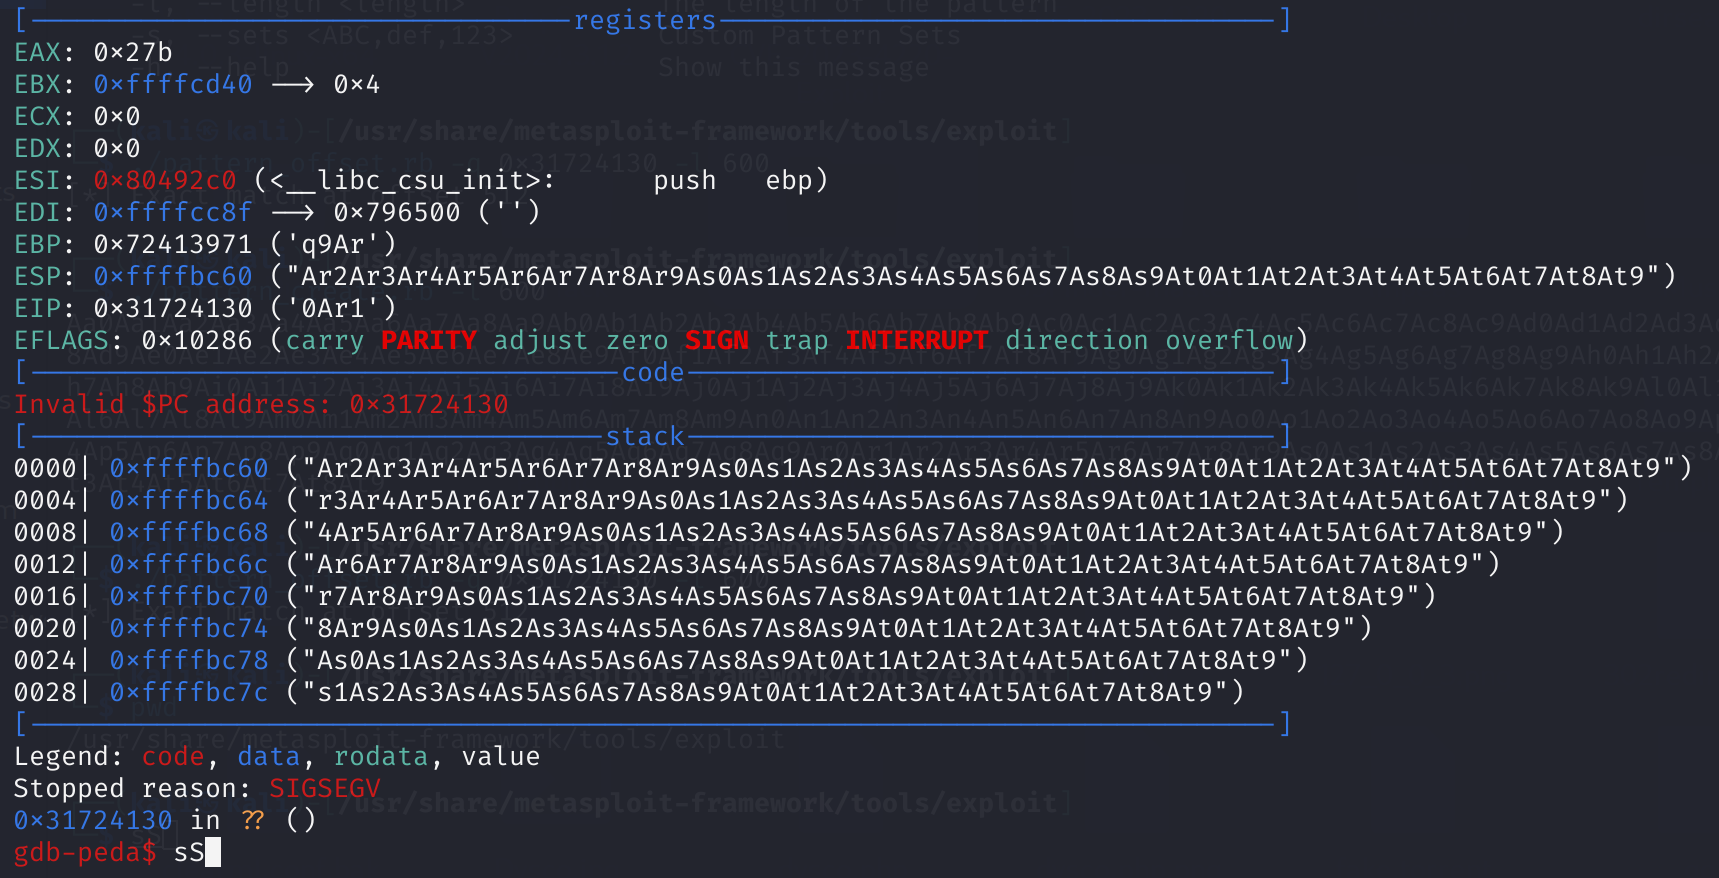 [------registers------]
EAX: 0x27b
EBX: 0xffffcd40 --> 0x4
ECX: 0x0
EDX: 0x0
ESI: 0x80492c0 (<__libc_csu_init>: push ebp)
EDI: 0xffffcc8f --> 0x796500 ('')
EBP: 0x72413971 ('q9Ar')
ESP: 0xffffbc60 ("Ar2Ar3Ar4Ar5Ar6Ar7Ar8Ar9As0As1As2As3As4As5As6As7As8As9At0At1At2At3At4At5At6At7At8At9")
EIP: 0x31724130 ('0Ar1')
EFLAGS: 0x10286 (carry PARITY adjust zero SIGN trap INTERRUPT direction overflow)
[------code------]
Invalid $PC address: 0x31724130
[------stack------]
0000| 0xffffbc60 ("Ar2Ar3Ar4Ar5Ar6Ar7Ar8Ar9As0As1As2As3As4As5As6As7As8As9At0At1At2At3At4At5At6At7At8At9")
0004| 0xffffbc64 ("r3Ar4Ar5Ar6Ar7Ar8Ar9As0As1As2As3As4As5As6As7As8As9At0At1At2At3At4At5At6At7At8At9")
0008| 0xffffbc68 ("4Ar5Ar6Ar7Ar8Ar9As0As1As2As3As4As5As6As7As8As9At0At1At2At3At4At5At6At7At8At9")
0012| 0xffffbc6c ("Ar6Ar7Ar8Ar9As0As1As2As3As4As5As6As7As8As9At0At1At2At3At4At5At6At7At8At9")
0016| 0xffffbc70 ("r7Ar8Ar9As0As1As2As3As4As5As6As7As8As9At0At1At2At3At4At5At6At7At8At9")
0020| 0xffffbc74 ("8Ar9As0As1As2As3As4As5As6As7As8As9At0At1At2At3At4At5At6At7At8At9")
0024| 0xffffbc78 ("As0As1As2As3As4As5As6As7As8As9At0At1At2At3At4At5At6At7At8At9")
0028| 0xffffbc7c ("s1As2As3As4As5As6As7As8As9At0At1At2At3At4At5At6At7At8At9")
[------]
Legend: code, data, rodata, value
Stopped reason: SIGSEGV
0x31724130 in ?? ()
gdb-peda$ sS